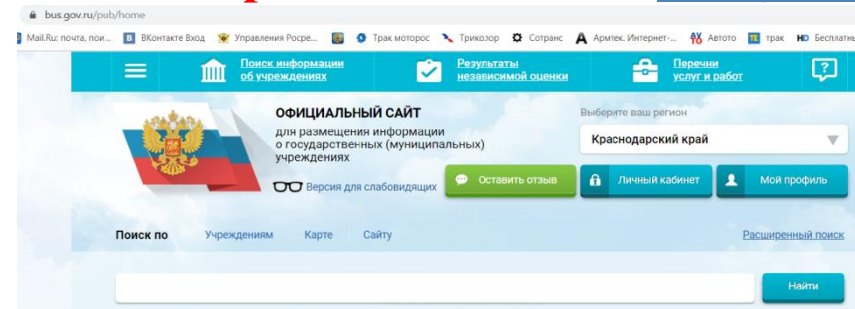 bus.gov.ru/pub/home
Mail.Ru: почта, пои... ВКонтакте Вход Управления Росре... Трак моторос Триколор Сотранс Армтек. Интернет-... Автото трак Бесплатнь
Поиск информации
об учреждениях
Результаты
независимой оценки
Перечни
услуг и работ
ОФИЦИАЛЬНЫЙ САЙТ
для размещения информации
о государственных (муниципальных)
учреждениях
Версия для слабовидящих
Оставить отзыв
Выберите ваш регион
Краснодарский край
Личный кабинет
Мой профиль
Поиск по Учреждениям Карте Сайту Расширенный поиск
Найти